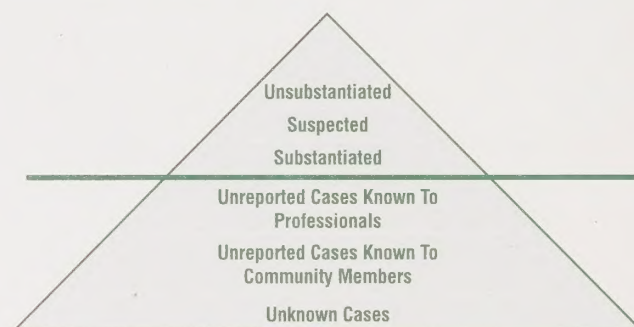 Unsubstantiated
Suspected
Substantiated
Unreported Cases Known To
Professionals
Unreported Cases Known To
Community Members
Unknown Cases